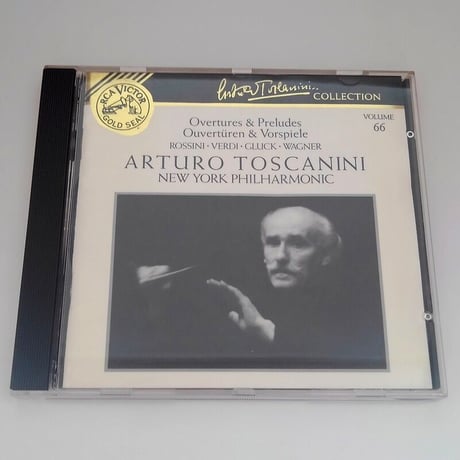 RCA VICTOR
GOLD SEAL
Arturo Toscanini
COLLECTION
Overtures & Preludes
Ouvertüren & Vorspiele
VOLUME
66
ROSSINI · VERDI · GLUCK · WAGNER
ARTURO TOSCANINI
NEW YORK PHILHARMONIC